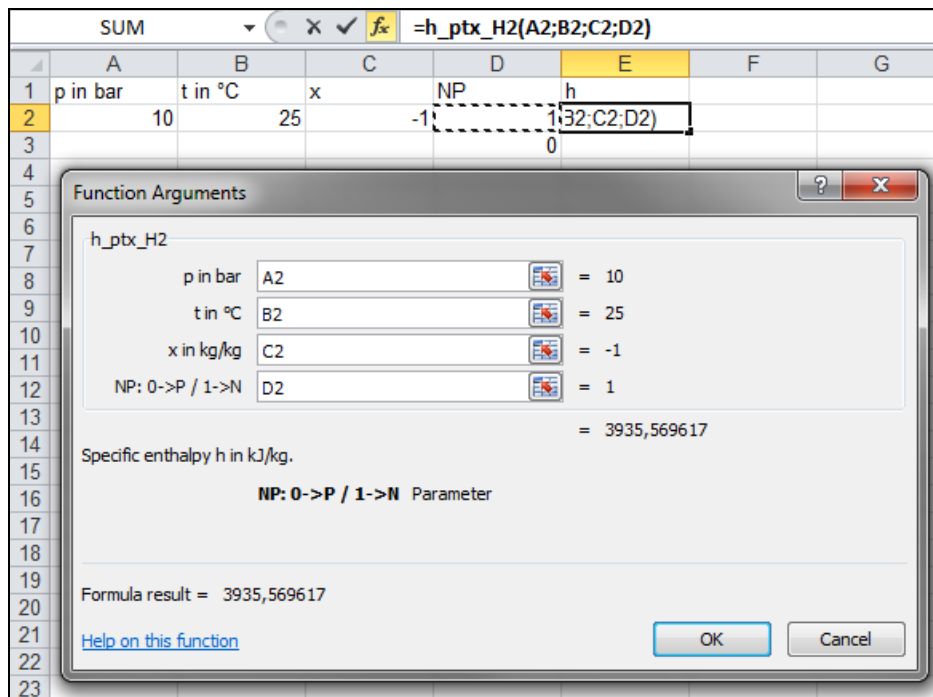 SUM =h_ptx_H2(A2;B2;C2;D2)
A B C D E F G
1 p in bar t in °C x NP h
2 10 25 -1 1 B2;C2;D2)
3 0
4
5
6
7
8
9
10
11
12
13
14
15
16
17
18
19
20
21
22
23
Function Arguments
h_ptx_H2
p in bar A2 = 10
t in °C B2 = 25
x in kg/kg C2 = -1
NP: 0->P / 1->N D2 = 1
= 3935,569617
Specific enthalpy h in kJ/kg.
NP: 0->P / 1->N Parameter
Formula result = 3935,569617
Help on this function OK Cancel